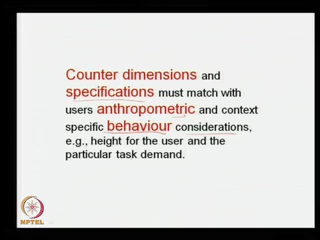 Counter dimensions and
specifications must match with
users anthropometric and context
specific behaviour considerations,
e.g., height for the user and the
particular task demand.
NPTEL